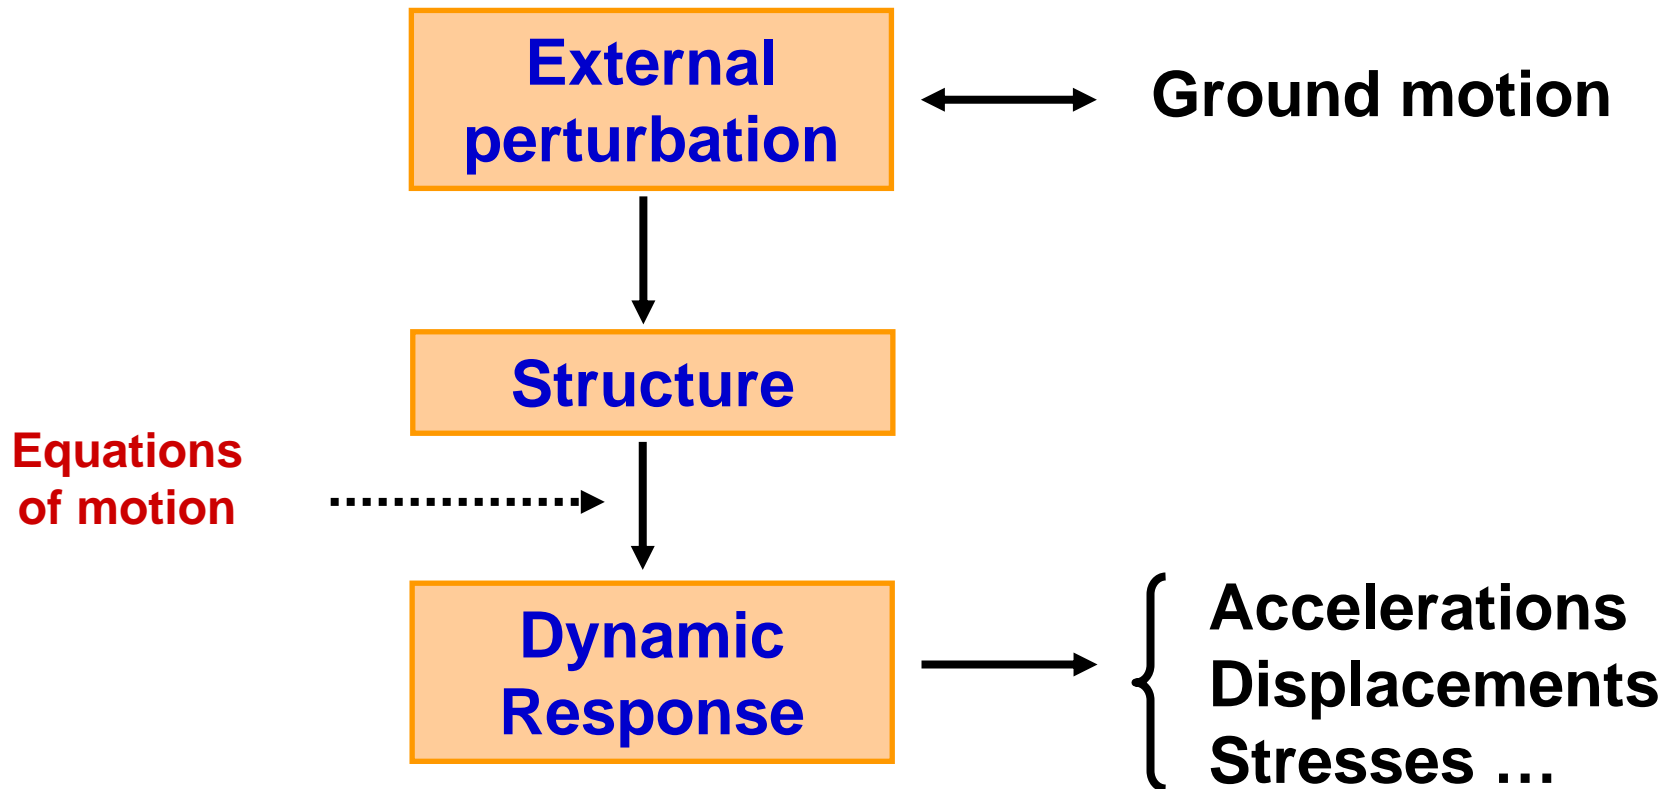 External
perturbation
Ground motion
Structure
Equations
of motion
Dynamic
Response
Accelerations
Displacements
Stresses …